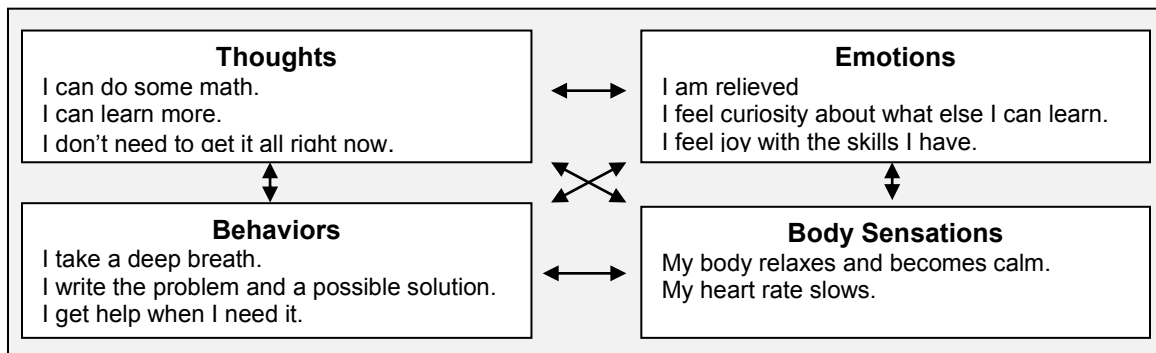 Thoughts
I can do some math.
I can learn more.
I don't need to get it all right now.
Emotions
I am relieved
I feel curiosity about what else I can learn.
I feel joy with the skills I have.
Behaviors
I take a deep breath.
I write the problem and a possible solution.
I get help when I need it.
Body Sensations
My body relaxes and becomes calm.
My heart rate slows.